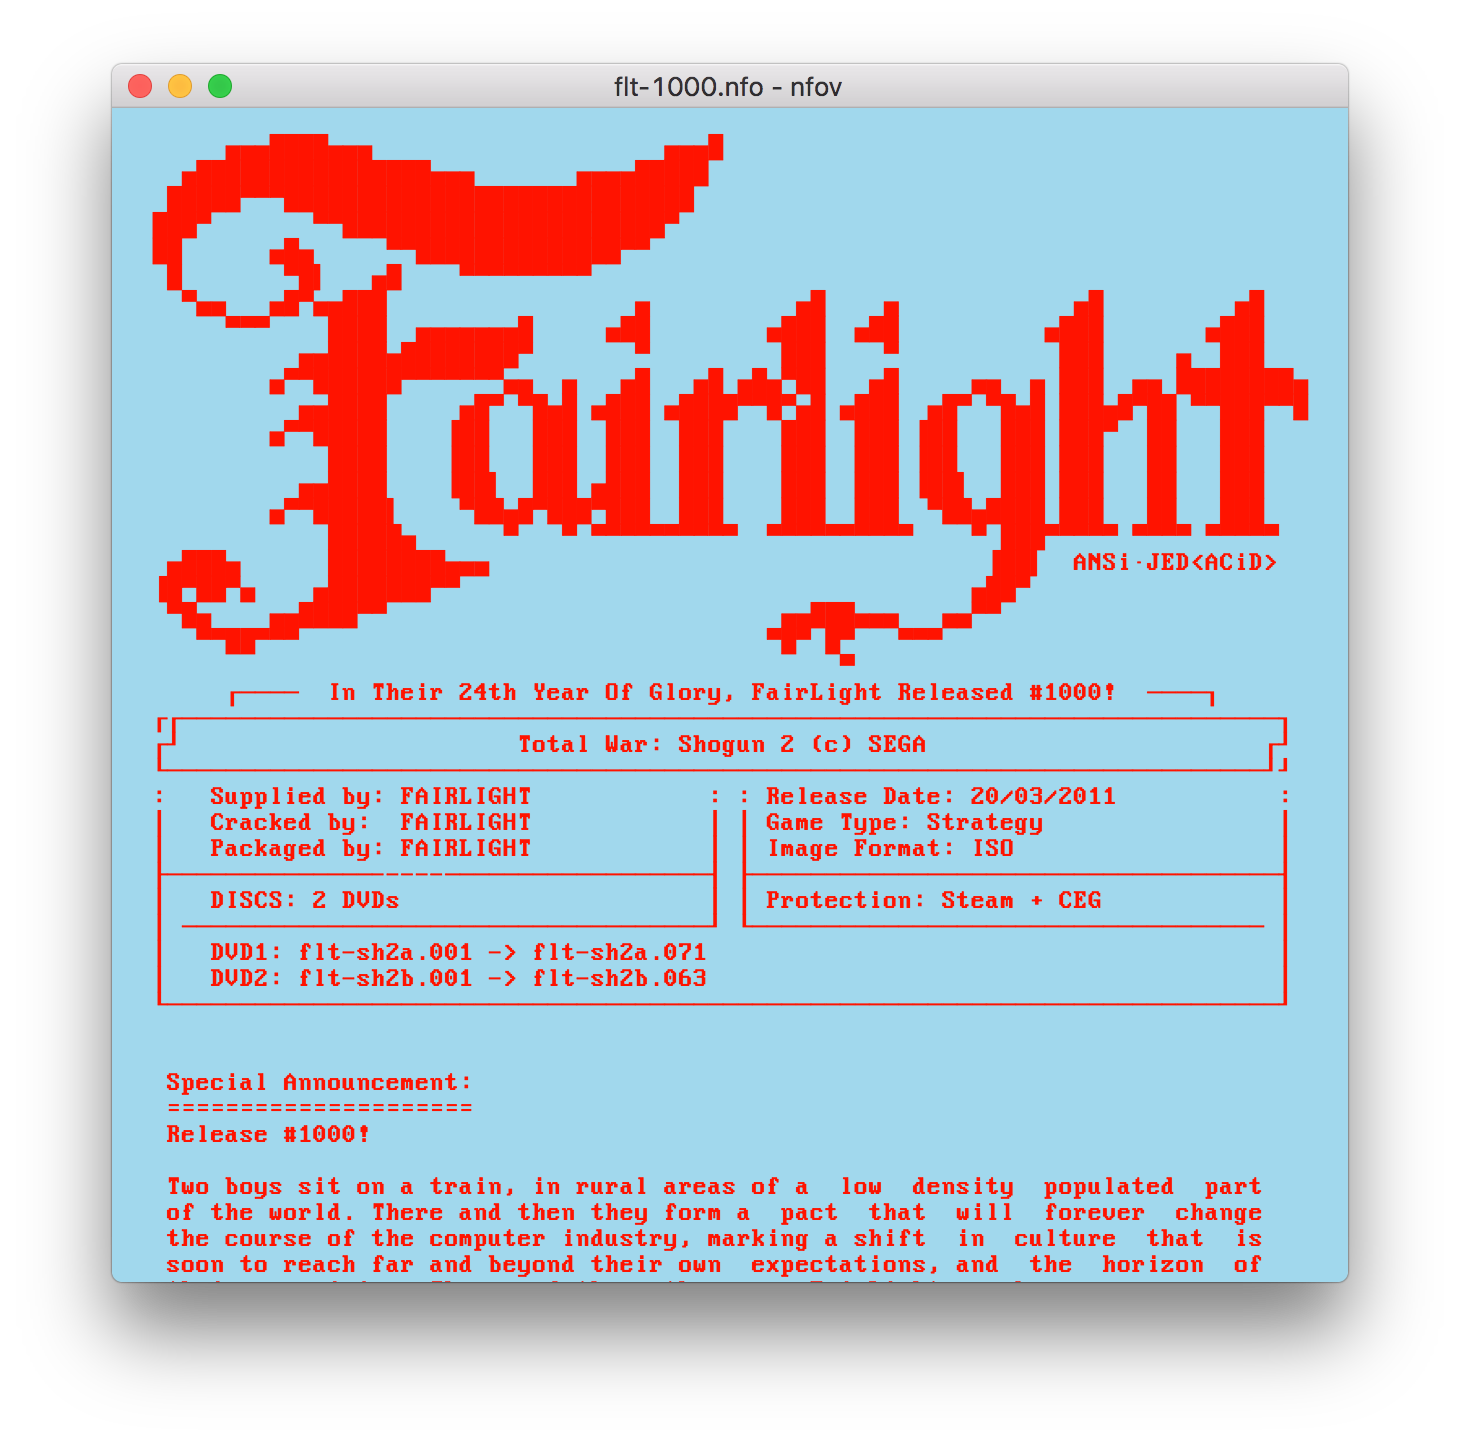 flt-1000.nfo - nfov
Fairlight
ANSi·JED<ACiD>
In Their 24th Year Of Glory, FairLight Released #1000!
Total War: Shogun 2 (c) SEGA
Supplied by: FAIRLIGHT : : Release Date: 20/03/2011 :
Cracked by: FAIRLIGHT Game Type: Strategy
Packaged by: FAIRLIGHT Image Format: ISO
DISCS: 2 DVDs Protection: Steam + CEG
DVD1: flt-sh2a.001 -> flt-sh2a.071
DVD2: flt-sh2b.001 -> flt-sh2b.063
Special Announcement:
=====================
Release #1000!
Two boys sit on a train, in rural areas of a low density populated part
of the world. There and then they form a pact that will forever change
the course of the computer industry, marking a shift in culture that is
soon to reach far and beyond their own expectations, and the horizon of